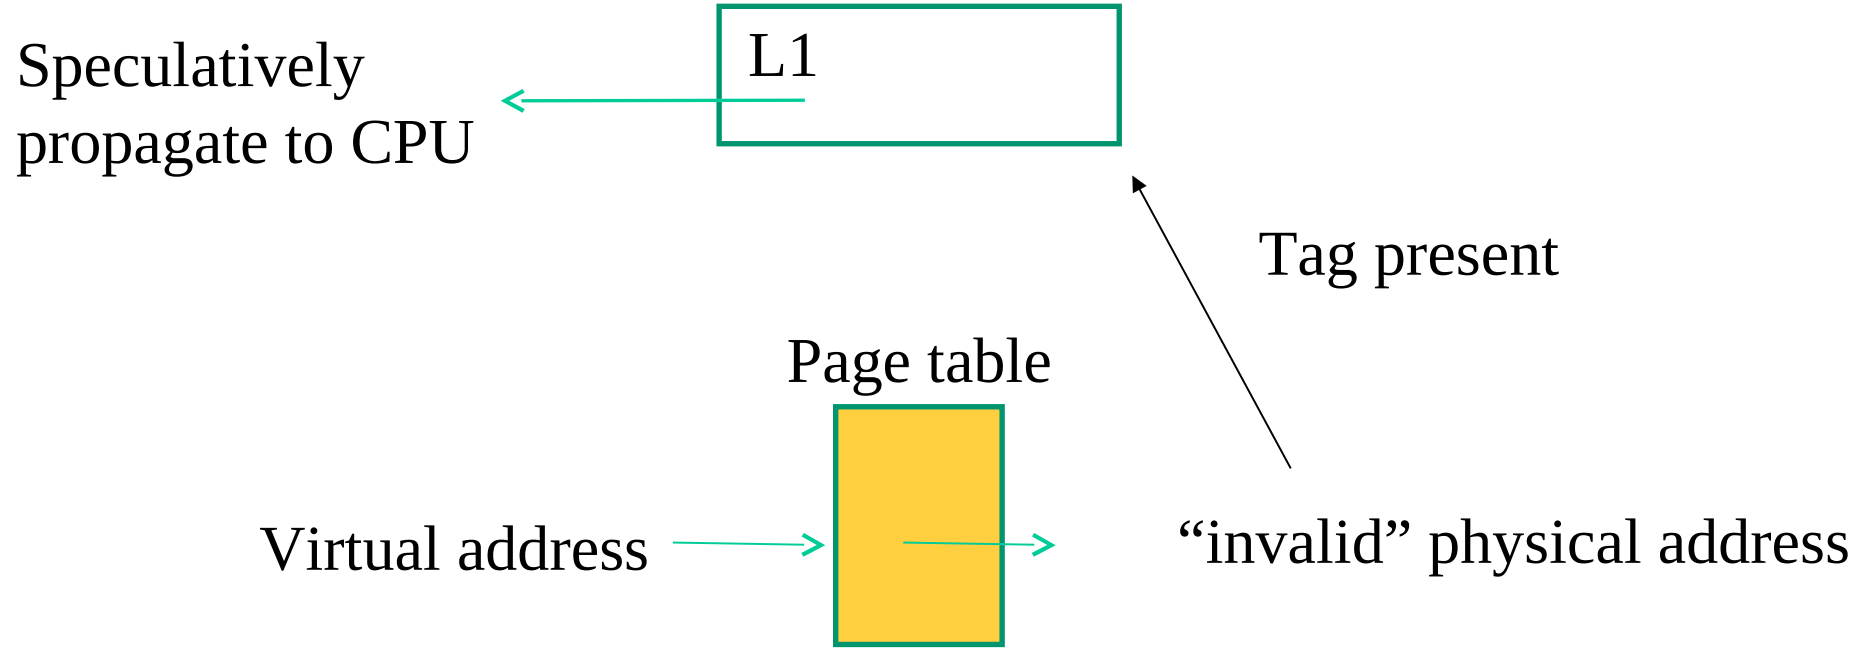 Speculatively
propagate to CPU
L1
Tag present
Page table
Virtual address
“invalid” physical address